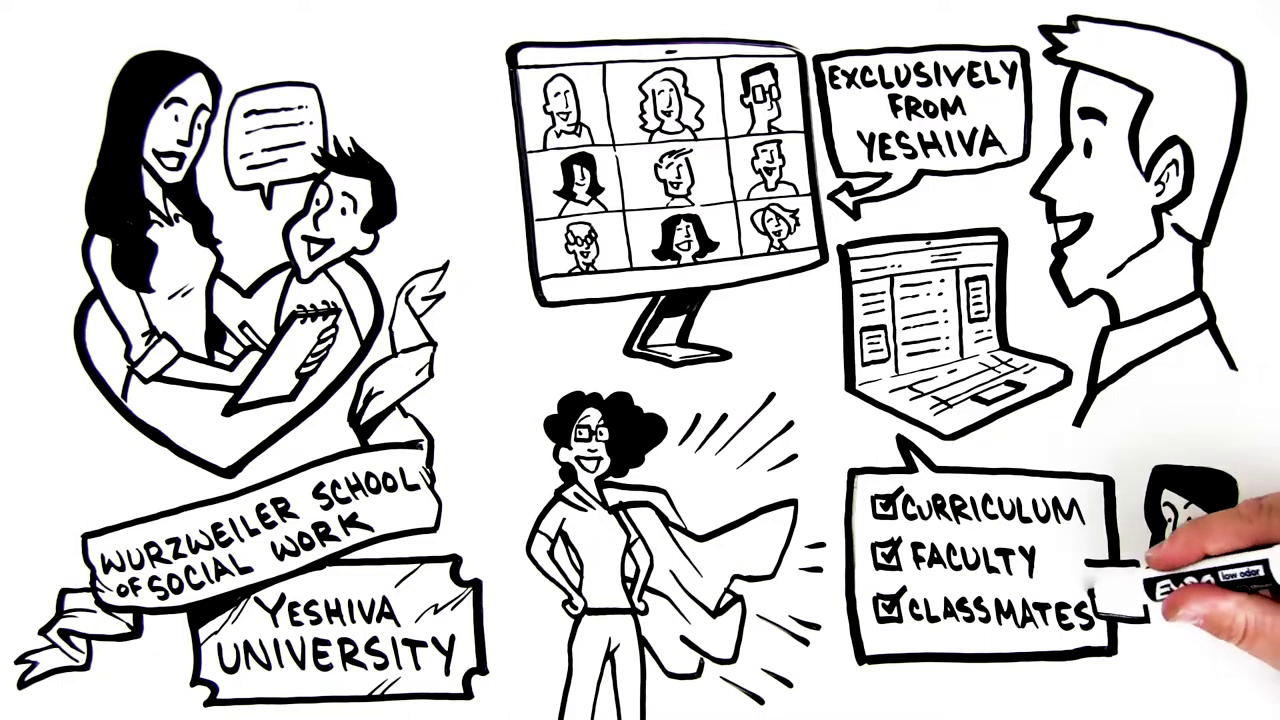 EXCLUSIVELY
FROM
YESHIVA
WURZWEILER SCHOOL
OF SOCIAL WORK
YESHIVA
UNIVERSITY
CURRICULUM
FACULTY
CLASSMATES
low odor